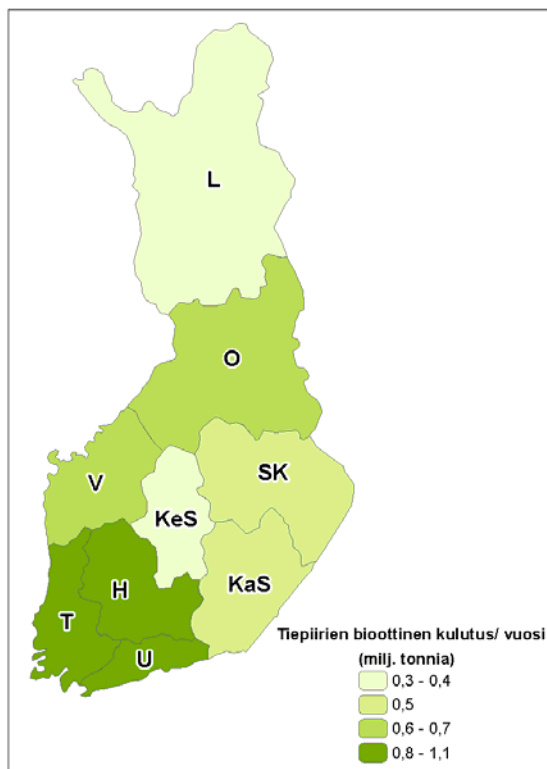 L
O
V
SK
KeS
H
KaS
T
U
Tiepiirien bioottinen kulutus/ vuosi
(milj. tonnia)
0,3 - 0,4
0,5
0,6 - 0,7
0,8 - 1,1